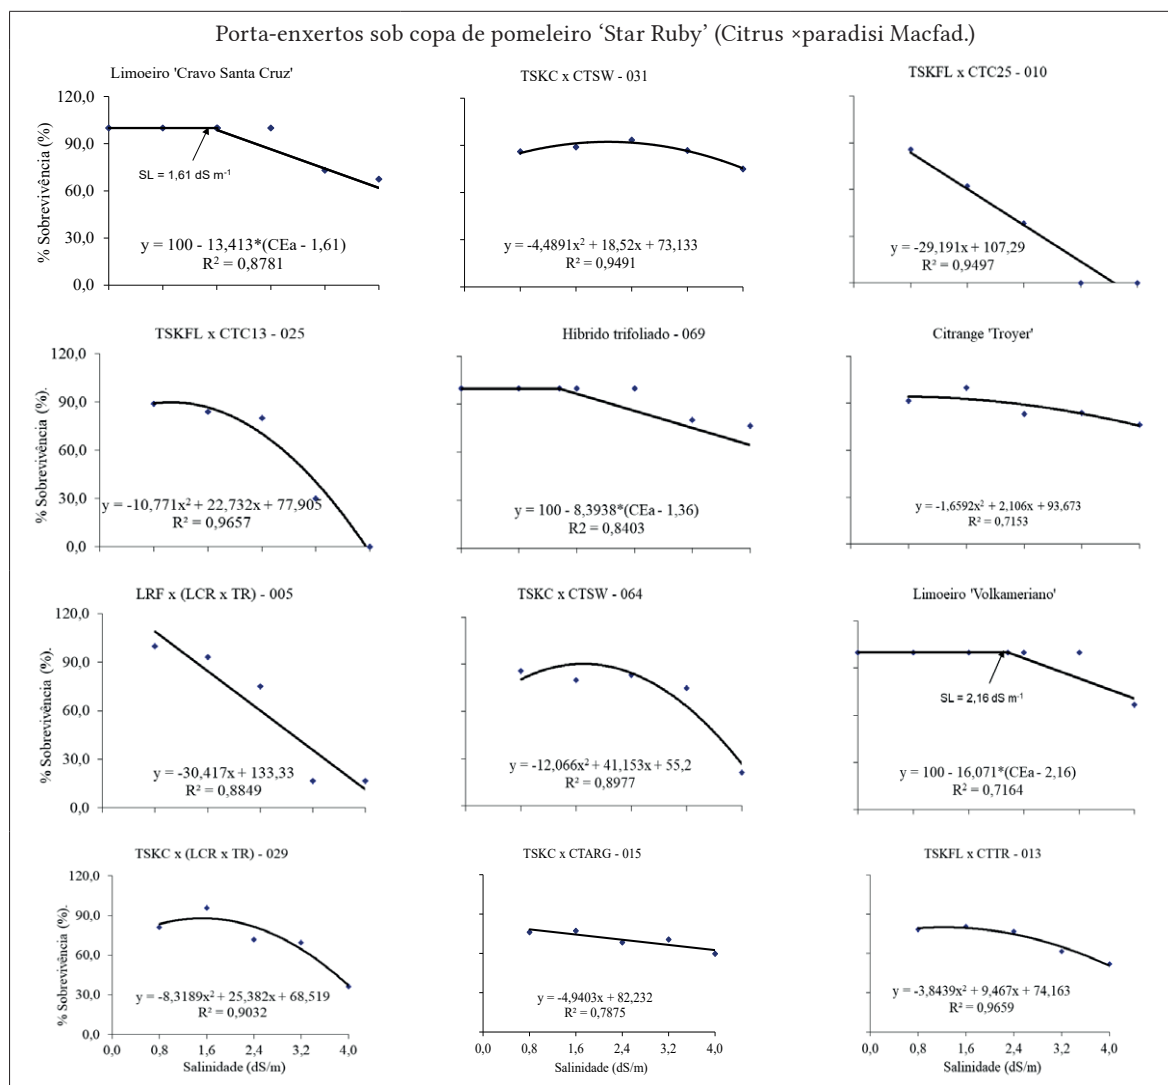 Porta-enxertos sob copa de pomeleiro ‘Star Ruby’ (Citrus ×paradisi Macfad.)
Limoeiro 'Cravo Santa Cruz'
% Sobrevivência (%)
120,0
90,0
60,0
30,0
0,0
SL = 1,61 dS m⁻¹
y = 100 - 13,413*(CEa - 1,61)
R² = 0,8781
TSKC x CTSW - 031
y = -4,4891x² + 18,52x + 73,133
R² = 0,9491
TSKFL x CTC25 - 010
y = -29,191x + 107,29
R² = 0,9497
TSKFL x CTC13 - 025
% Sobrevivência (%).
120,0
90,0
60,0
30,0
0,0
y = -10,771x² + 22,732x + 77,905
R² = 0,9657
Híbrido trifoliado - 069
y = 100 - 8,3938*(CEa - 1,36)
R2 = 0,8403
Citrange 'Troyer'
y = -1,6592x² + 2,106x + 93,673
R² = 0,7153
LRF x (LCR x TR) - 005
% Sobrevivência (%).
120,0
90,0
60,0
30,0
0,0
y = -30,417x + 133,33
R² = 0,8849
TSKC x CTSW - 064
y = -12,066x² + 41,153x + 55,2
R² = 0,8977
Limoeiro 'Volkameriano'
SL = 2,16 dS m⁻¹
y = 100 - 16,071*(CEa - 2,16)
R² = 0,7164
TSKC x (LCR x TR) - 029
% Sobrevivência (%).
120,0
90,0
60,0
30,0
0,0
y = -8,3189x² + 25,382x + 68,519
R² = 0,9032
0,0 0,8 1,6 2,4 3,2 4,0
Salinidade (dS/m)
TSKC x CTARG - 015
y = -4,9403x + 82,232
R² = 0,7875
0,0 0,8 1,6 2,4 3,2 4,0
Salinidade (dS/m)
TSKFL x CTTR - 013
y = -3,8439x² + 9,467x + 74,163
R² = 0,9659
0,0 0,8 1,6 2,4 3,2 4,0
Salinidade (dS/m)